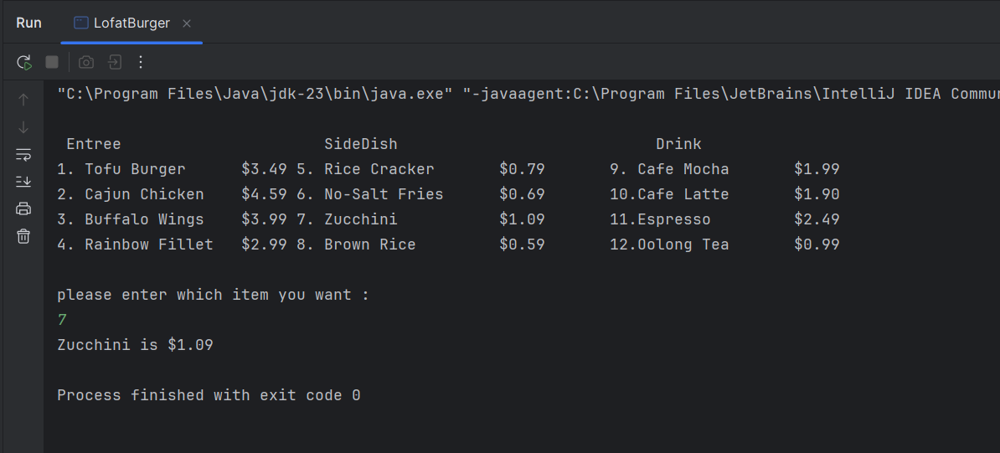 Run LofatBurger
"C:\Program Files\Java\jdk-23\bin\java.exe" "-javaagent:C:\Program Files\JetBrains\IntelliJ IDEA Commun
Entree SideDish Drink
1. Tofu Burger $3.49 5. Rice Cracker $0.79 9. Cafe Mocha $1.99
2. Cajun Chicken $4.59 6. No-Salt Fries $0.69 10.Cafe Latte $1.90
3. Buffalo Wings $3.99 7. Zucchini $1.09 11.Espresso $2.49
4. Rainbow Fillet $2.99 8. Brown Rice $0.59 12.Oolong Tea $0.99
please enter which item you want :
7
Zucchini is $1.09
Process finished with exit code 0